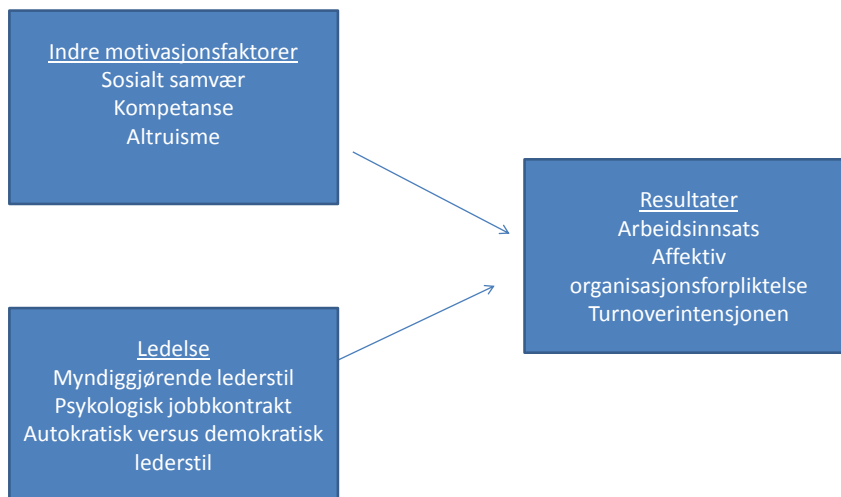 Indre motivasjonsfaktorer
Sosialt samvær
Kompetanse
Altruisme
Resultater
Arbeidsinnsats
Affektiv
organisasjonsforpliktelse
Turnoverintensjonen
Ledelse
Myndiggjørende lederstil
Psykologisk jobbkontrakt
Autokratisk versus demokratisk
lederstil